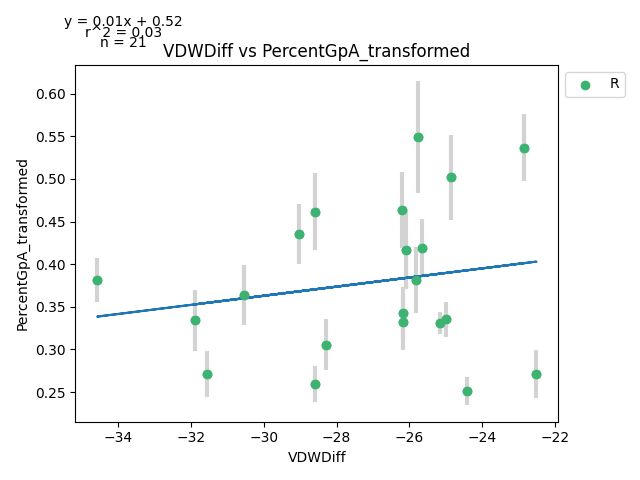 y = 0.01x + 0.52
r^2 = 0.03
n = 21
VDWDiff vs PercentGpA_transformed
R
PercentGpA_transformed
0.60
0.55
0.50
0.45
0.40
0.35
0.30
0.25
−34
−32
−30
−28
−26
−24
−22
VDWDiff